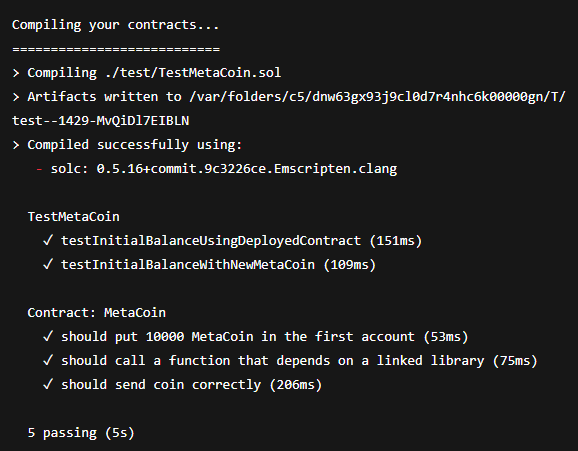 Compiling your contracts...
===========================
> Compiling ./test/TestMetaCoin.sol
> Artifacts written to /var/folders/c5/dnw63gx93j9cl0d7r4nhc6k00000gn/T/
test--1429-MvQiDl7EIBLN
> Compiled successfully using:
- solc: 0.5.16+commit.9c3226ce.Emscripten.clang
TestMetaCoin
✓ testInitialBalanceUsingDeployedContract (151ms)
✓ testInitialBalanceWithNewMetaCoin (109ms)
Contract: MetaCoin
✓ should put 10000 MetaCoin in the first account (53ms)
✓ should call a function that depends on a linked library (75ms)
✓ should send coin correctly (206ms)
5 passing (5s)